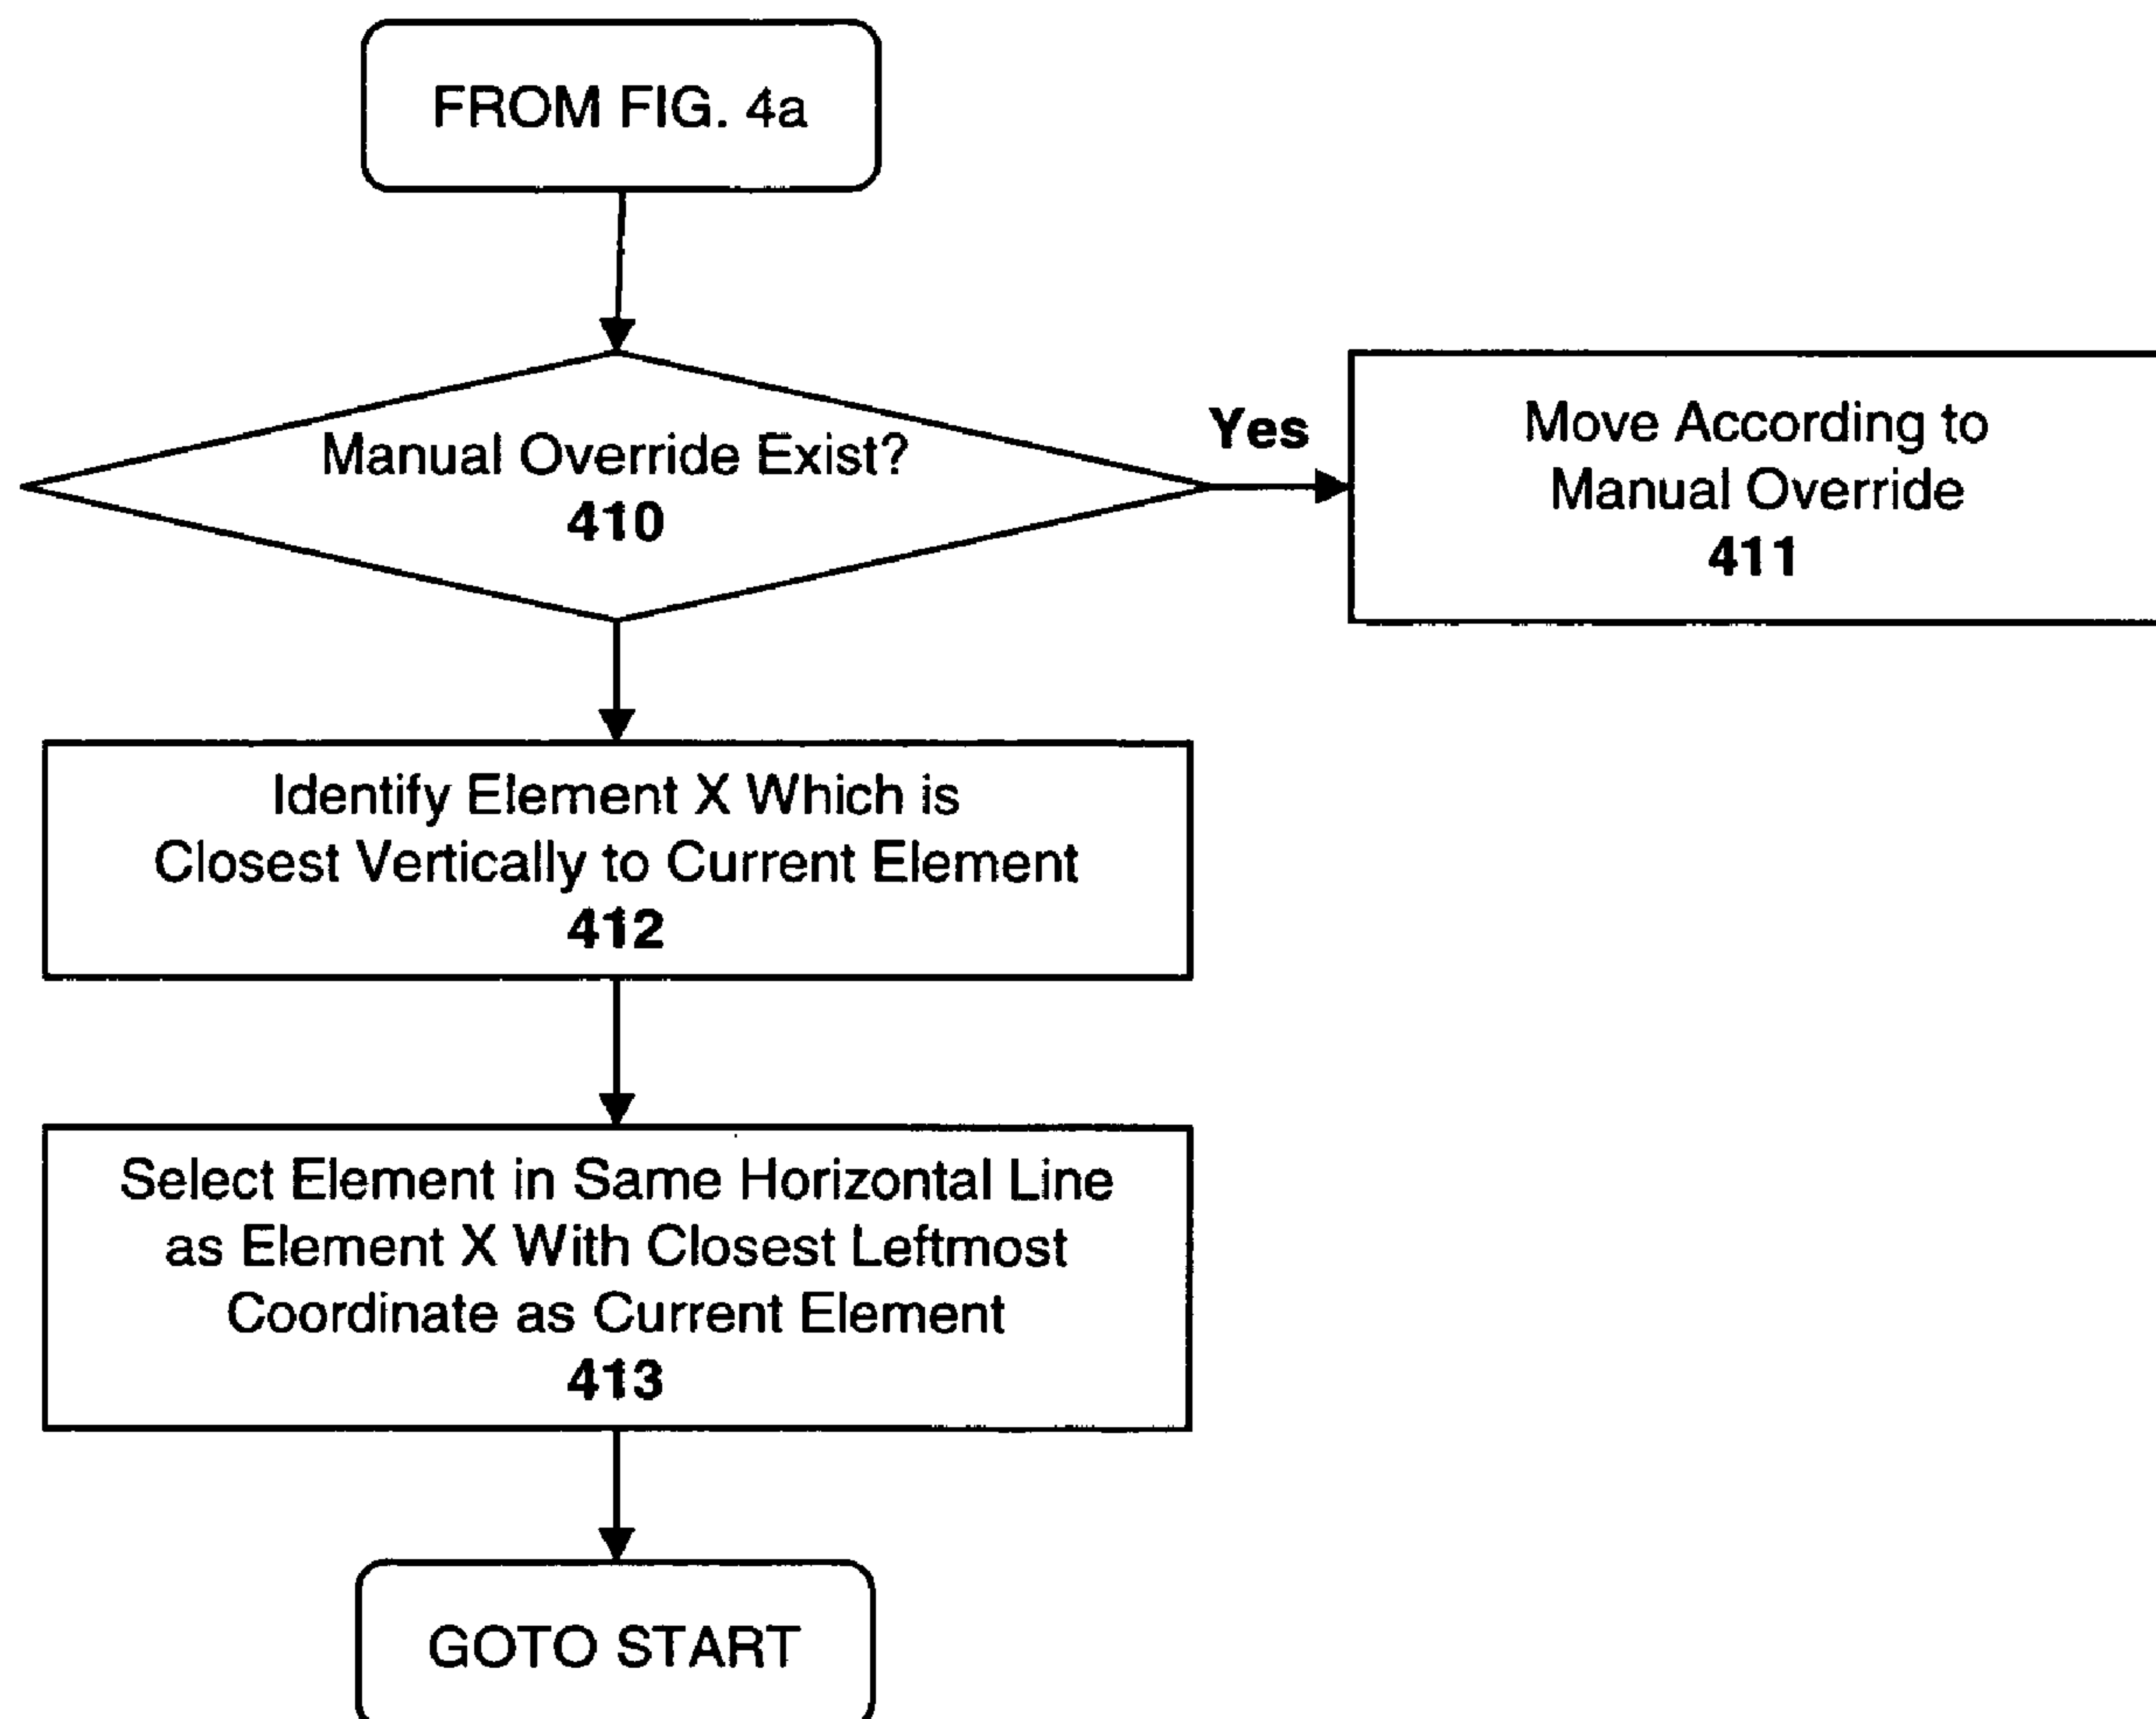 FROM FIG. 4a
Manual Override Exist?
410
Yes
Move According to
Manual Override
411
Identify Element X Which is
Closest Vertically to Current Element
412
Select Element in Same Horizontal Line
as Element X With Closest Leftmost
Coordinate as Current Element
413
GOTO START